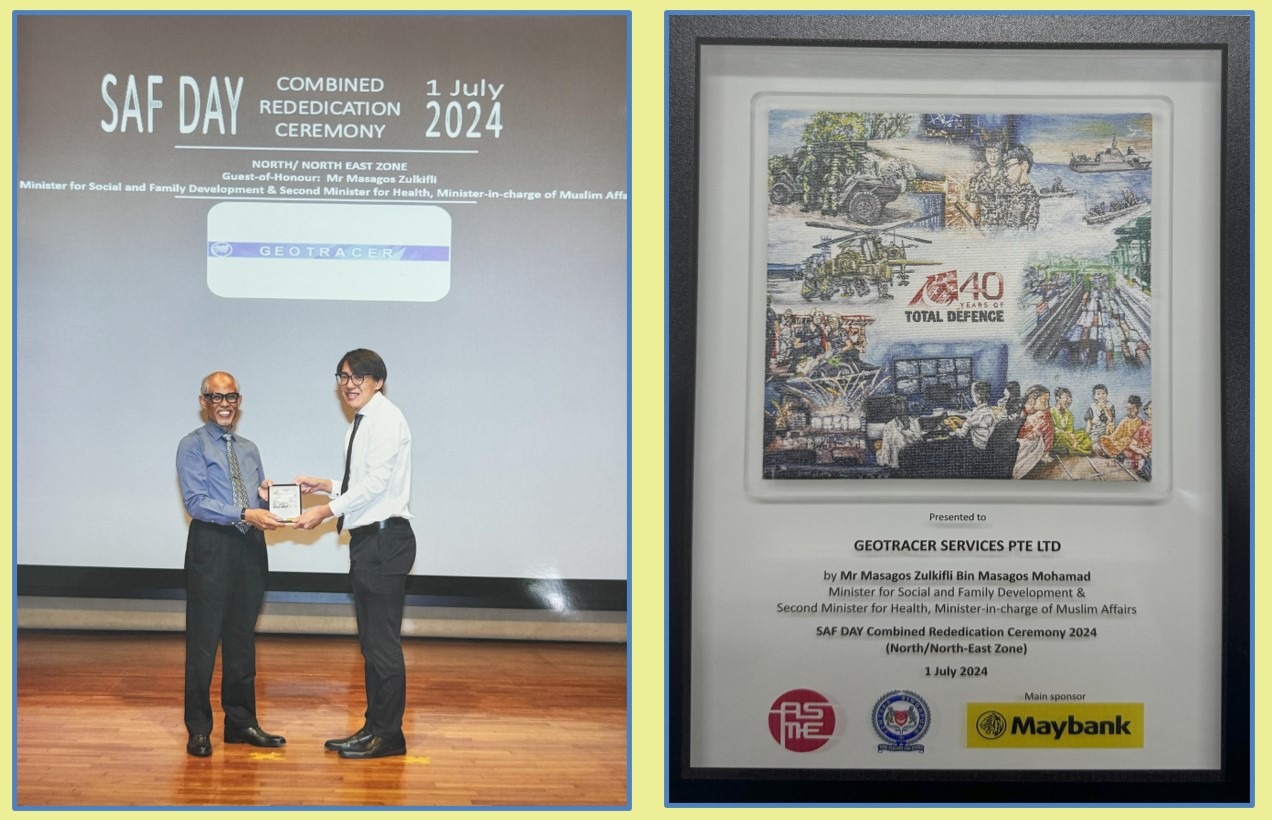 SAF DAY
COMBINED
REDEDICATION
CEREMONY
1 July
2024
NORTH/ NORTH EAST ZONE
Guest-of-Honour: Mr Masagos Zulkifli
Minister for Social and Family Development & Second Minister for Health, Minister-in-charge of Muslim Affa
GEOTRACER
40
YEARS OF
TOTAL DEFENCE
Presented to
GEOTRACER SERVICES PTE LTD
by Mr Masagos Zulkifli Bin Masagos Mohamad
Minister for Social and Family Development &
Second Minister for Health, Minister-in-charge of Muslim Affairs
SAF DAY Combined Rededication Ceremony 2024
(North/North-East Zone)
1 July 2024
ASME
Main sponsor
Maybank